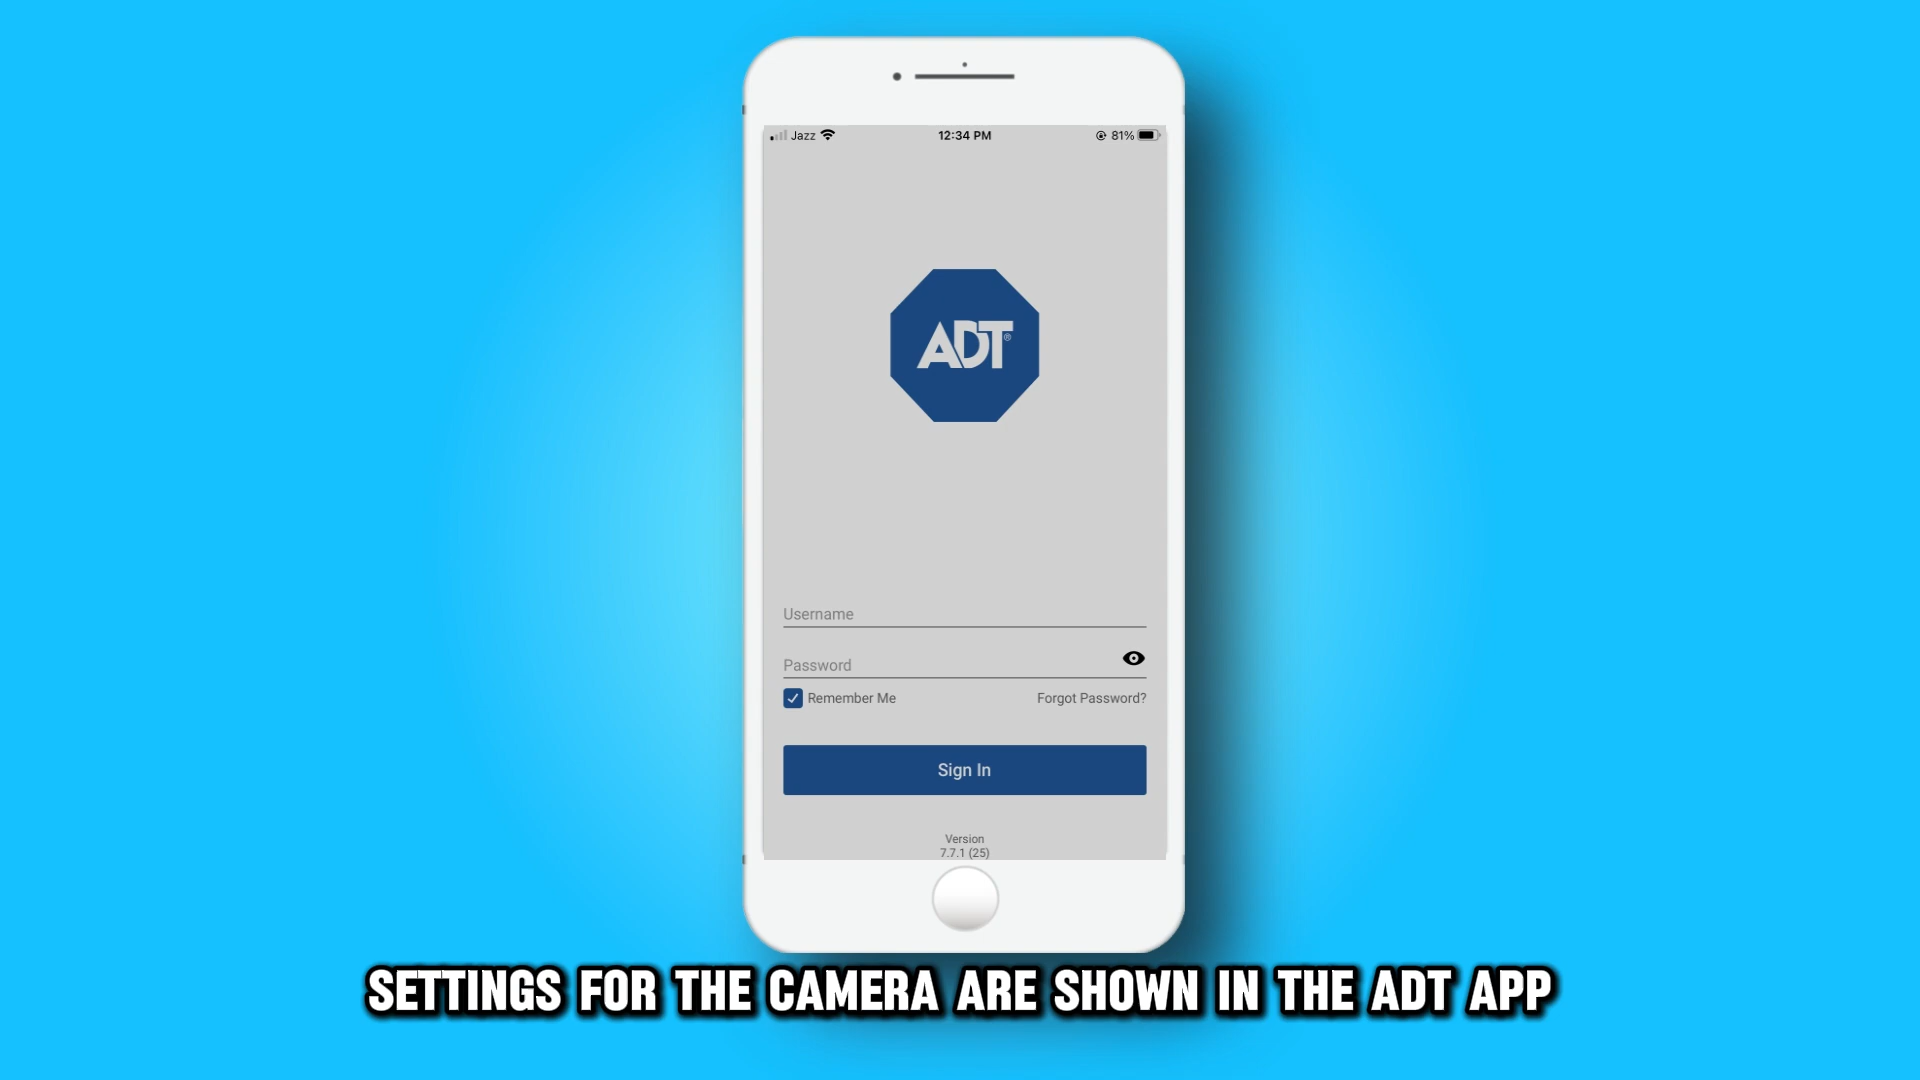 Jazz 12:34 PM 81%
ADT®
Username
Password
Remember Me Forgot Password?
Sign In
Version
7.7.1 (25)
SETTINGS FOR THE CAMERA ARE SHOWN IN THE ADT APP